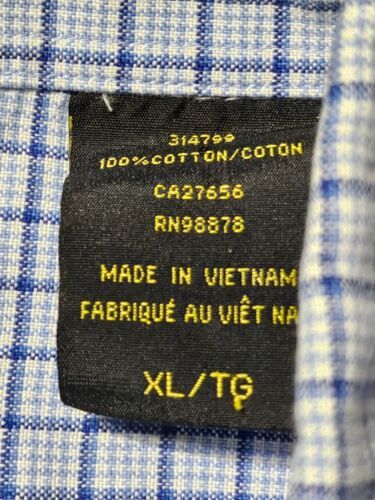 314799
100%COTTON/COTON
CA27656
RN98878
MADE IN VIETNAM
FABRIQUÉ AU VIÊT NA
XL/TG